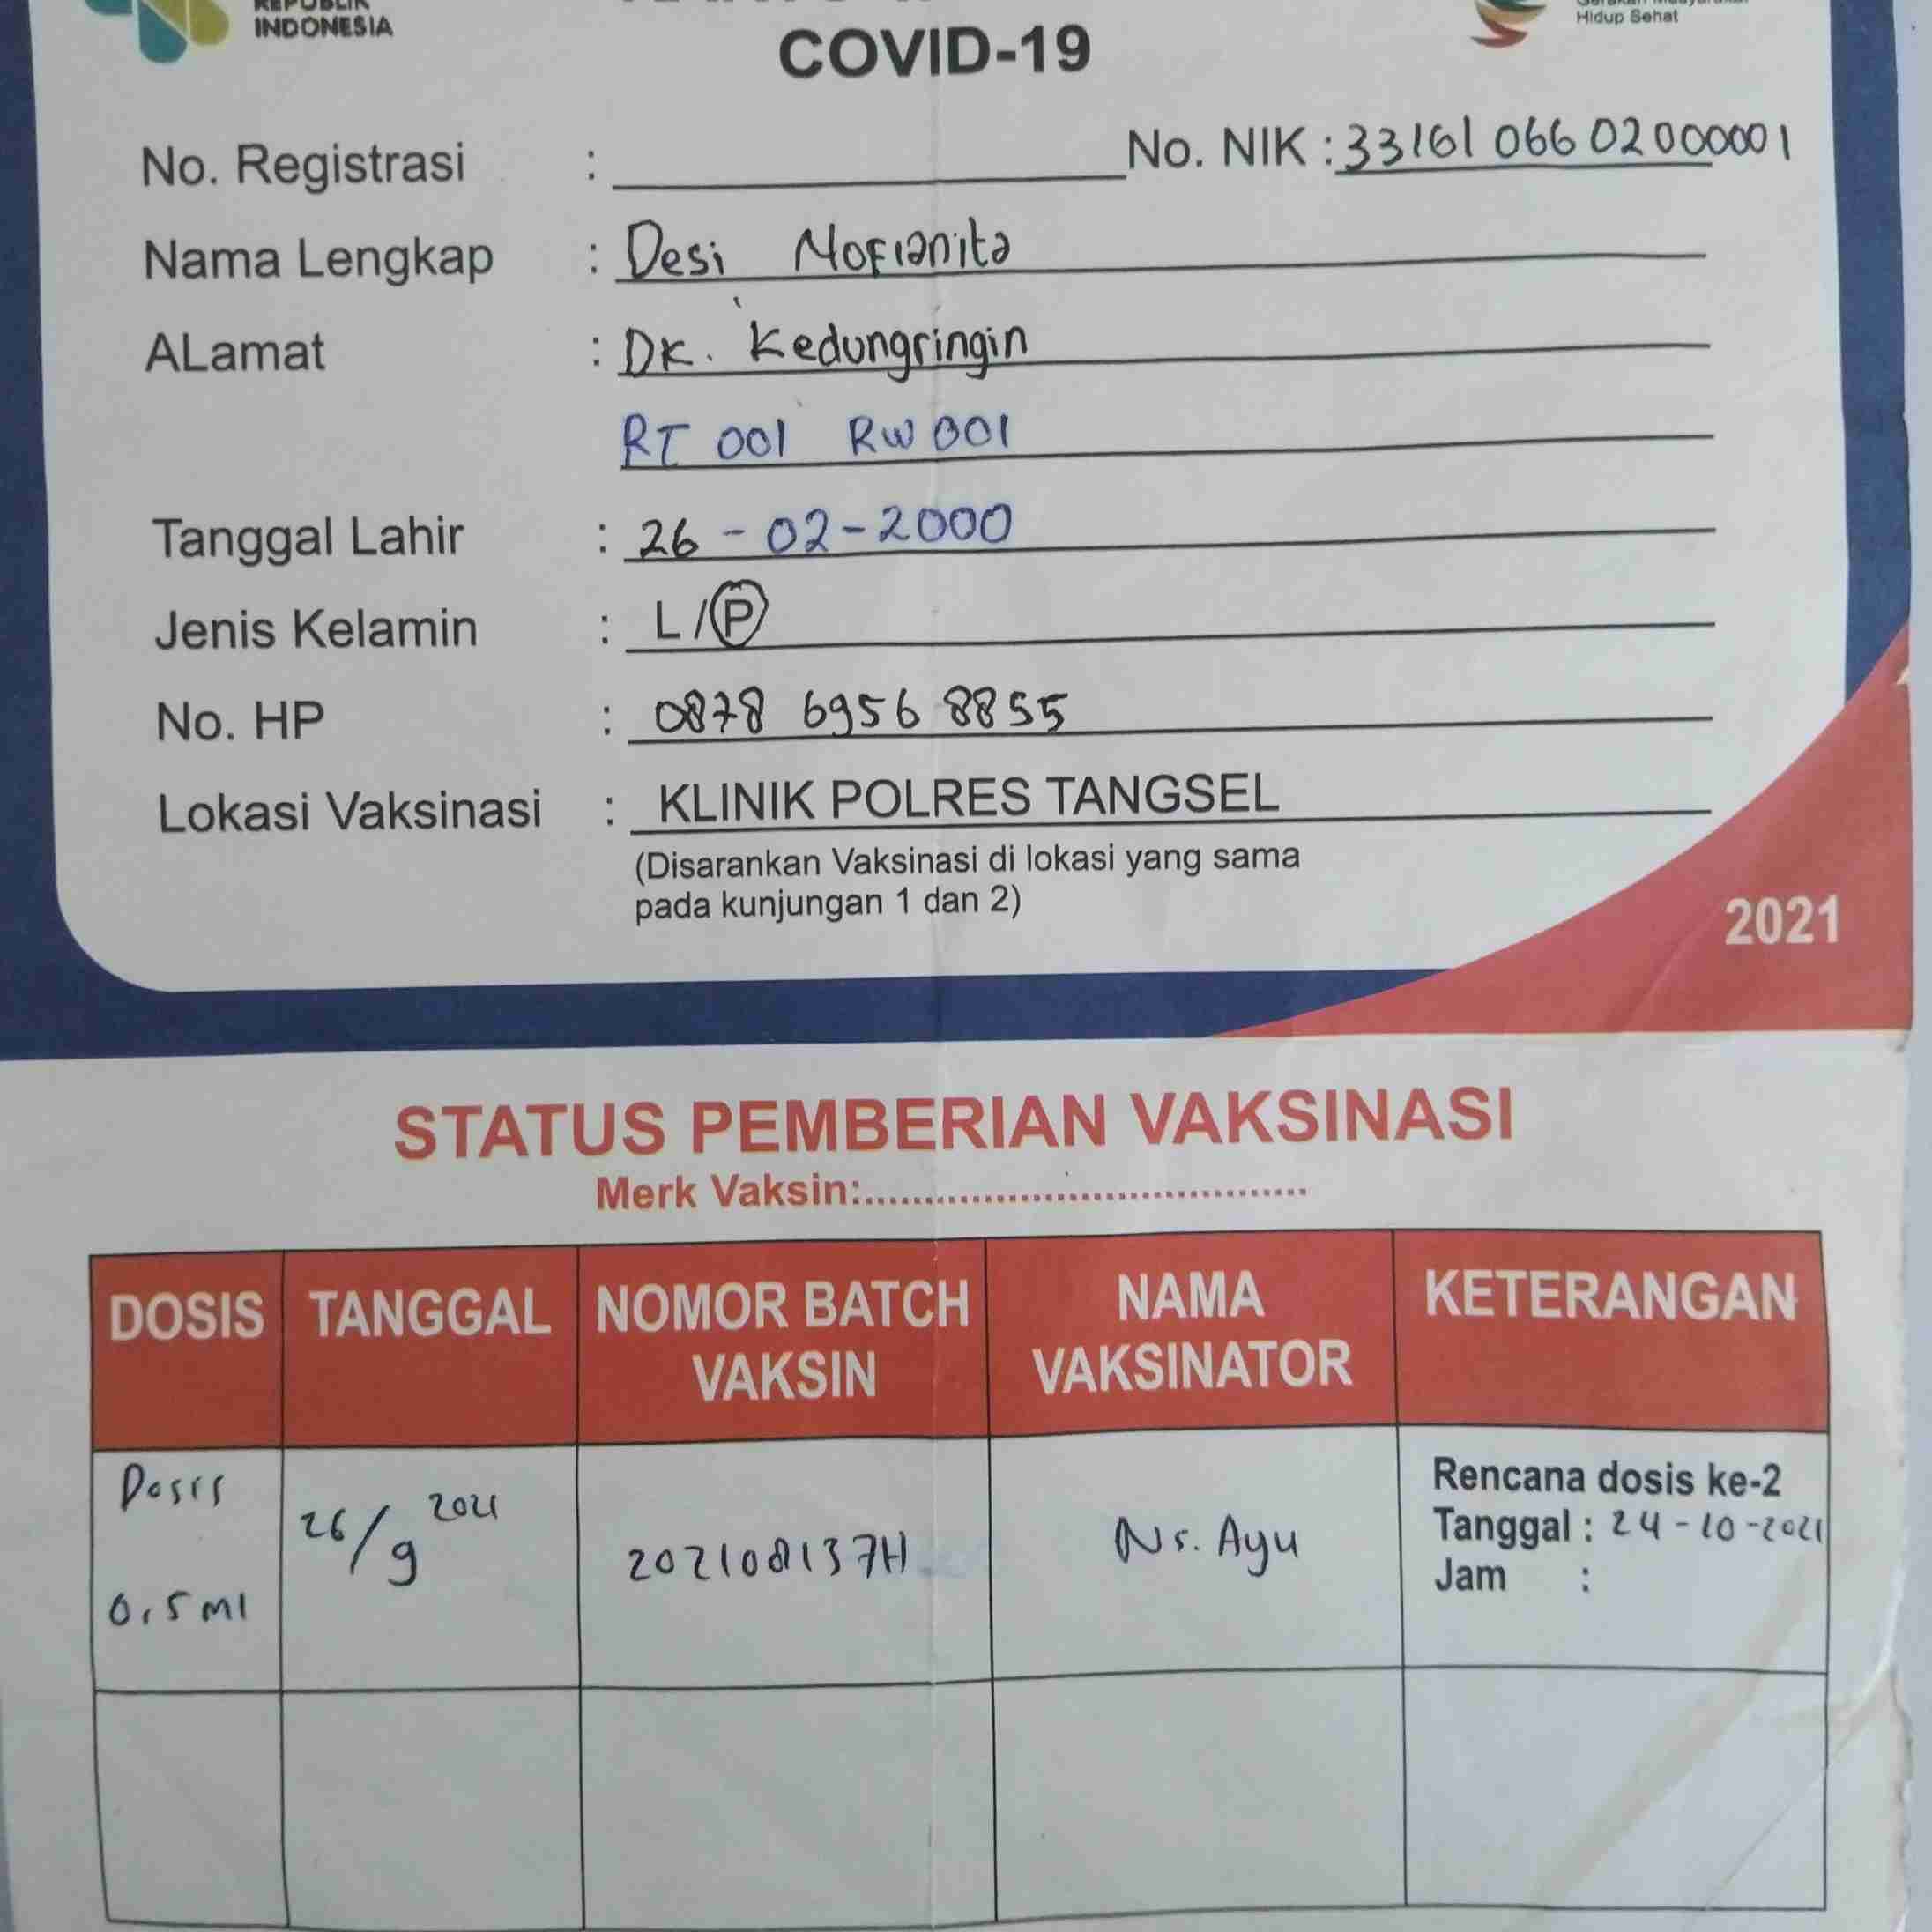 REPUBLIK
INDONESIA
Hidup Sehat
COVID-19
No. Registrasi : No. NIK : 3316106602000001
Nama Lengkap : Desi Nofianita
ALamat : DK. Kedungringin
RT 001 RW 001
Tanggal Lahir : 26-02-2000
Jenis Kelamin : L/P
No. HP : 0878 6956 8855
Lokasi Vaksinasi : KLINIK POLRES TANGSEL
(Disarankan Vaksinasi di lokasi yang sama
pada kunjungan 1 dan 2)
2021
STATUS PEMBERIAN VAKSINASI
Merk Vaksin:
DOSIS TANGGAL NOMOR BATCH VAKSIN NAMA VAKSINATOR KETERANGAN
Dosis 0,5 ml
26/9 2021
202108137H
Ns. Ayu
Rencana dosis ke-2
Tanggal : 24-10-2021
Jam :